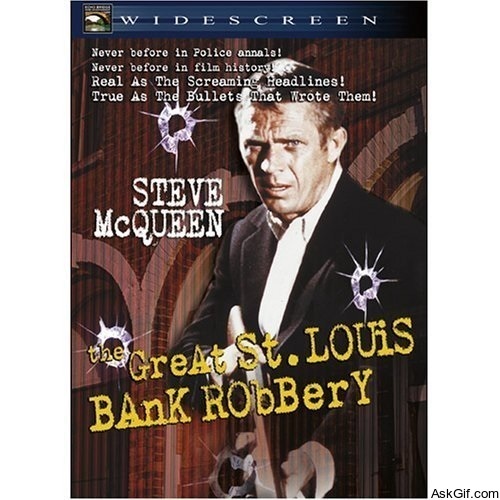 WIDESCREEN
Never before in Police annals!
Never before in film history!
Real As The Screaming Headlines!
True As The Bullets That Wrote Them!
STEVE
McQUEEN
the GreAt St. LOUiS
BAnK RObBerY
AskGif.com